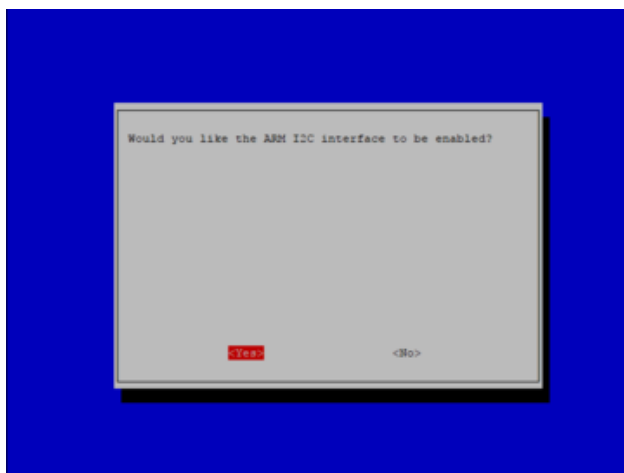 Would you like the ARM I2C interface to be enabled?
<Yes> <No>